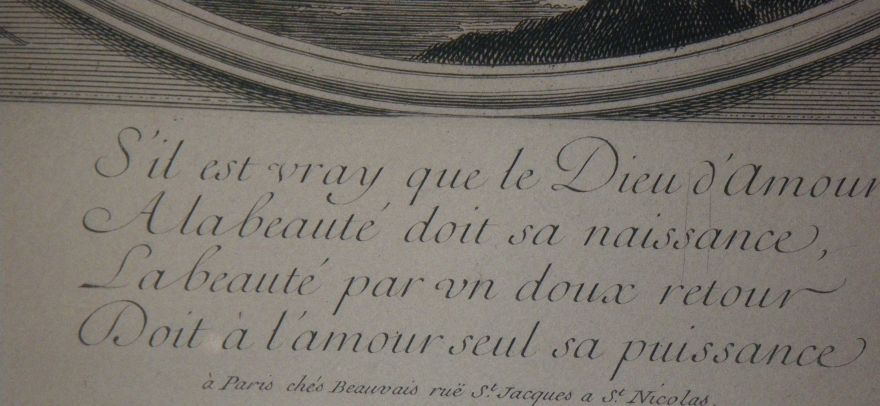 S'il est vray que le Dieu d'Amour
A la beauté doit sa naissance,
La beauté par vn doux retour
Doit à l'amour seul sa puissance
à Paris chés Beauvais ruë St. Jacques a St. Nicolas.